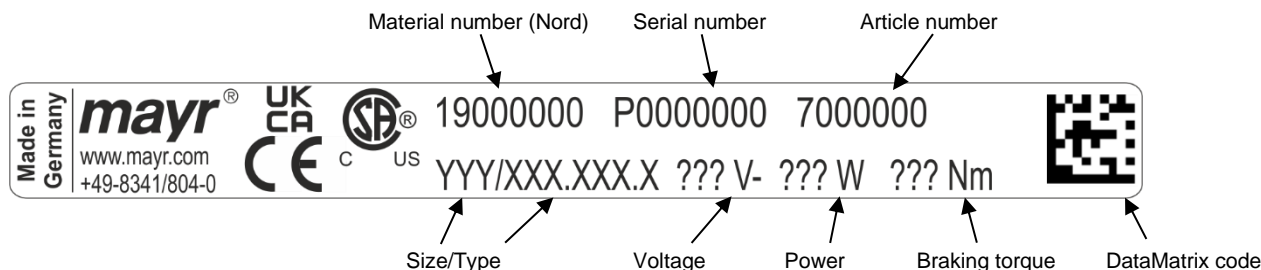 Material number (Nord) Serial number Article number
Made in
Germany
mayr®
www.mayr.com
+49-8341/804-0
UK
CA
CE
CSA®
C US
19000000 P0000000 7000000
YYY/XXX.XXX.X ??? V- ??? W ??? Nm
Size/Type Voltage Power Braking torque DataMatrix code